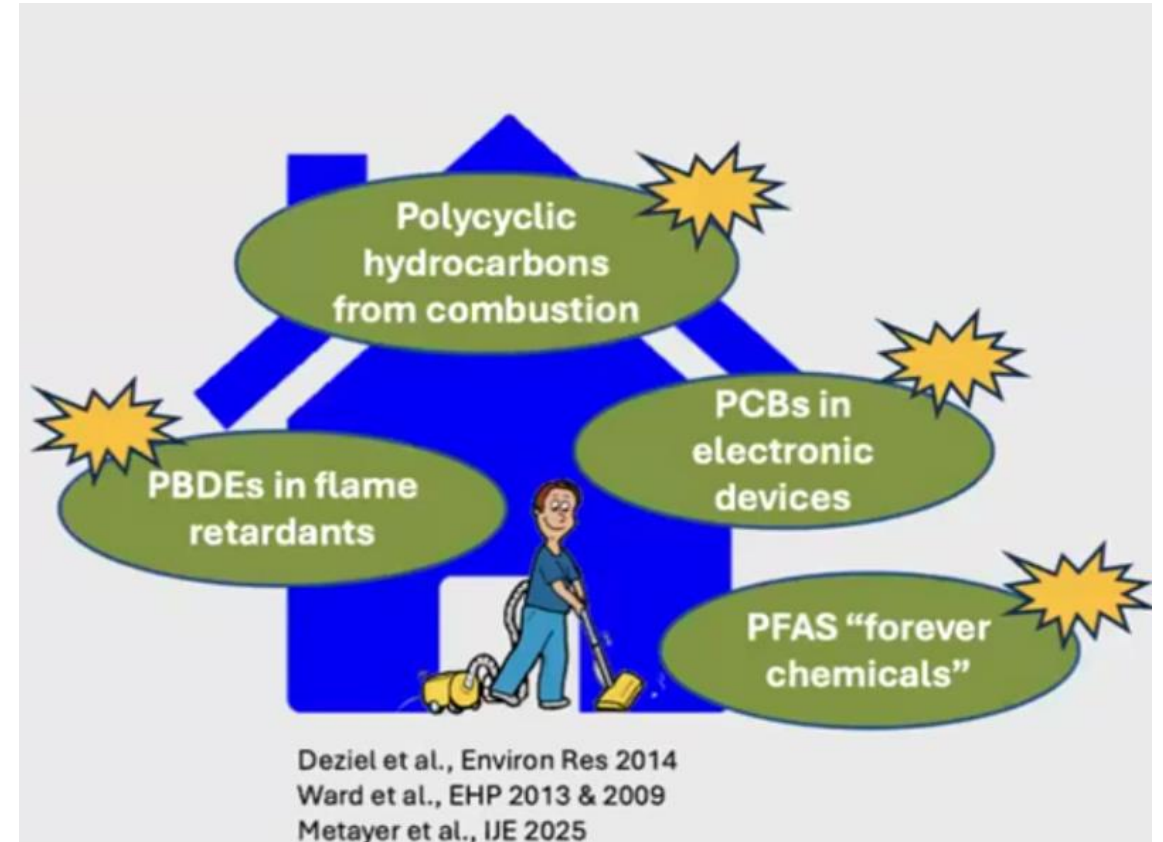 Polycyclic
hydrocarbons
from combustion
PCBs in
electronic
devices
PBDEs in flame
retardants
PFAS “forever
chemicals”
Deziel et al., Environ Res 2014
Ward et al., EHP 2013 & 2009
Metayer et al., IJE 2025